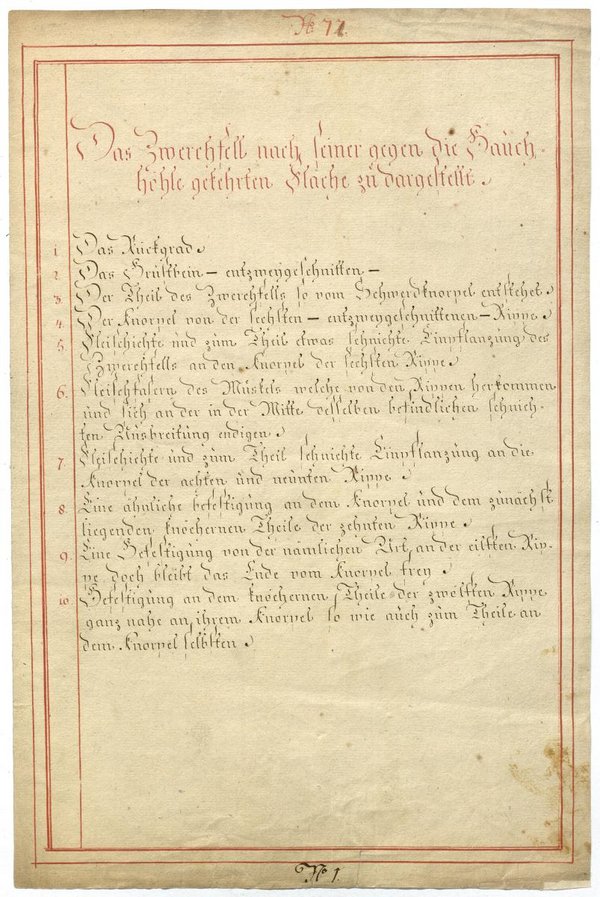 No 71.
Das Zwerchfell nach seiner gegen die Bauch-
höhle gekehrten Fläche zu dargestellt.
1 Das Rückgrad.
2. Das Brustbein – entzweygeschnitten –
3 Der Theil des Zwerchfells so vom Schwerdknorpel entstehet.
4. Der Knorpel von der sechsten – entzweygeschnittenen – Rippe.
5 Fleischichte und zum Theil etwas sehnichte Einpflanzung des
Zwerchfells an den Knorpel der sechsten Rippe.
6. Fleischfasern des Muskels welche von den Rippen herkommen
und sich an der in der Mitte desselben befindlichen sehnich-
ten Ausbreitung endigen.
7 Fleischichte und zum Theil sehnichte Einpflanzung an die
Knorpel der achten und neunten Rippe.
8. Eine ähnliche befestigung an dem Knorpel und dem zunächst
liegenden knöchernen Theile der zehnten Rippe.
9. Eine Befestigung von der nämlichen Art an der eilften Rip-
pe doch bleibt das Ende vom Knorpel frey.
10. Befestigung an dem knöchernen Theile der zwölften Rippe
ganz nahe an ihrem Knorpel so wie auch zum Theile an
dem Knorpel selbsten.
No 1.